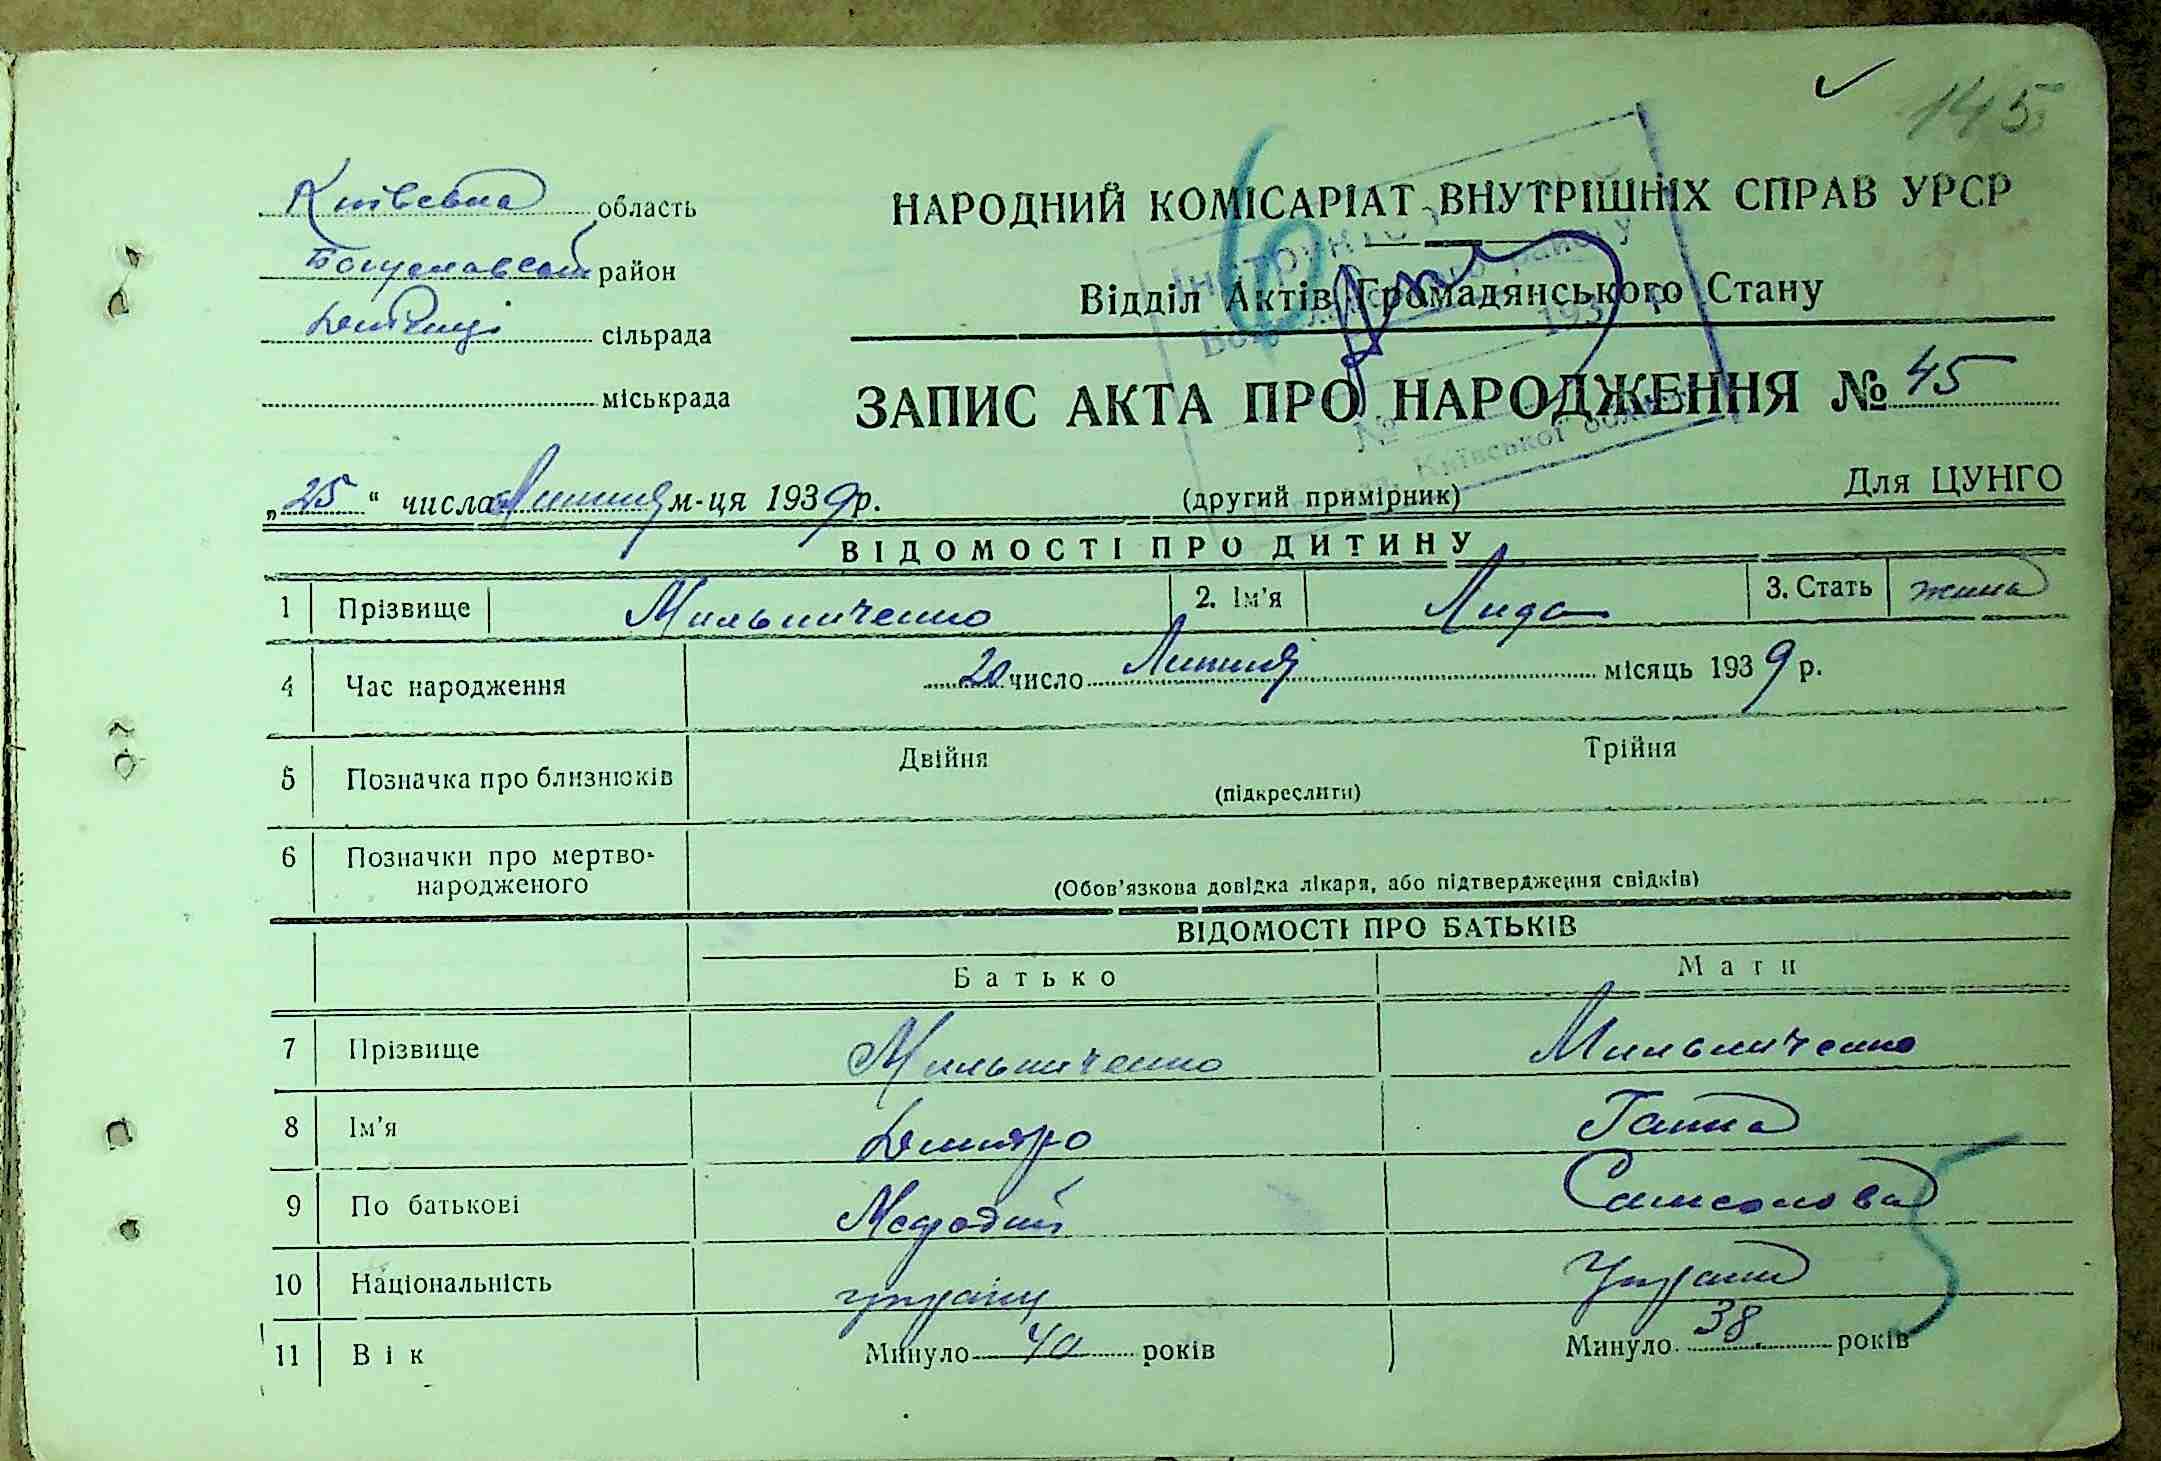 145
Київська область
НАРОДНИЙ КОМІСАРІАТ ВНУТРІШНІХ СПРАВ УРСР
Богуславський район
Відділ Актів Громадянського Стану
сільрада
міськрада
ЗАПИС АКТА ПРО НАРОДЖЕННЯ № 45
№ Київської
„25“ числа Липня м-ця 1939 р.
(другий примірник)
Для ЦУНГО
ВІДОМОСТІ ПРО ДИТИНУ
1 Прізвище Мильниченко 2. Ім'я Лида 3. Стать
4 Час народження 20 число Липня місяць 1939 р.
5 Позначка про близнюків Двійня Трійня
(підкреслити)
6 Позначки про мертво-
народженого
(Обов'язкова довідка лікаря, або підтвердження свідків)
ВІДОМОСТІ ПРО БАТЬКІВ
Батько Мати
7 Прізвище Мильниченко Мильниченко
8 Ім'я Дмитро Ганна
9 По батькові Самсонова
10 Національність
11 Вік Минуло 40 років Минуло 38 років